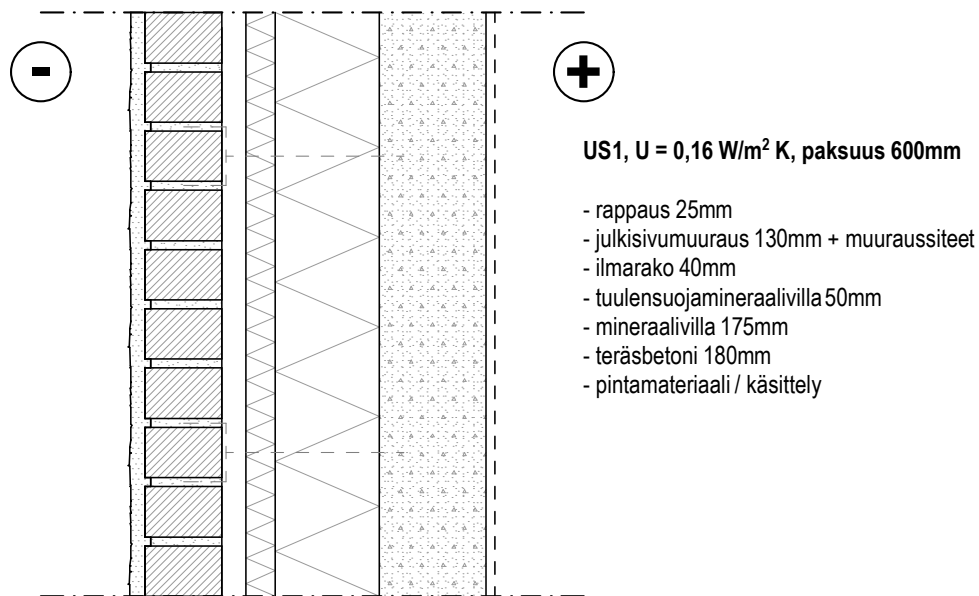 -
+
US1, U = 0,16 W/m² K, paksuus 600mm
- rappaus 25mm
- julkisivumuuraus 130mm + muuraussiteet
- ilmarako 40mm
- tuulensuojamineraalivilla 50mm
- mineraalivilla 175mm
- teräsbetoni 180mm
- pintamateriaali / käsittely